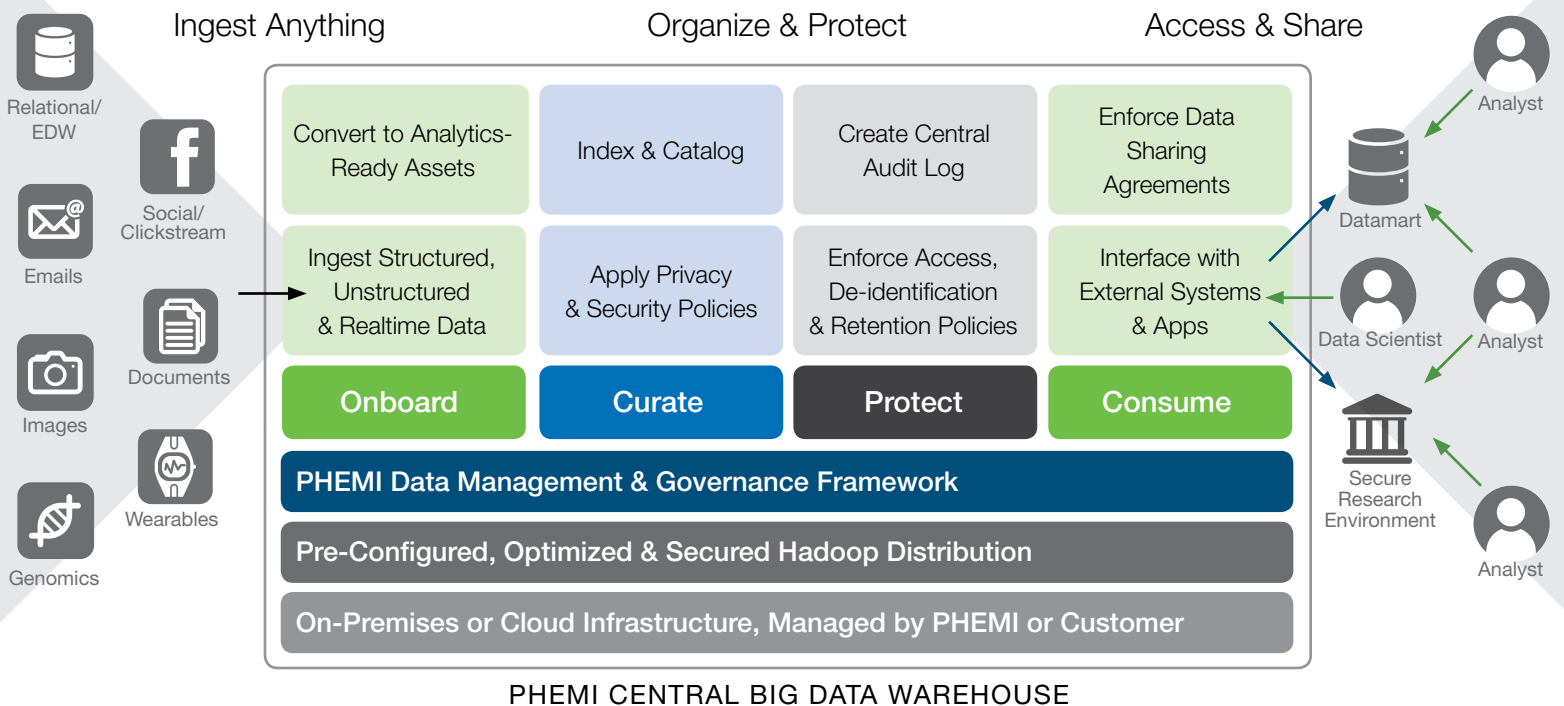 Ingest Anything
Organize & Protect
Access & Share
Relational/
EDW
Social/
Clickstream
Emails
Documents
Images
Wearables
Genomics
Convert to Analytics-
Ready Assets
Index & Catalog
Create Central
Audit Log
Enforce Data
Sharing
Agreements
Ingest Structured,
Unstructured
& Realtime Data
Apply Privacy
& Security Policies
Enforce Access,
De-identification
& Retention Policies
Interface with
External Systems
& Apps
Onboard
Curate
Protect
Consume
PHEMI Data Management & Governance Framework
Pre-Configured, Optimized & Secured Hadoop Distribution
On-Premises or Cloud Infrastructure, Managed by PHEMI or Customer
Analyst
Datamart
Data Scientist
Analyst
Secure
Research
Environment
Analyst
PHEMI CENTRAL BIG DATA WAREHOUSE